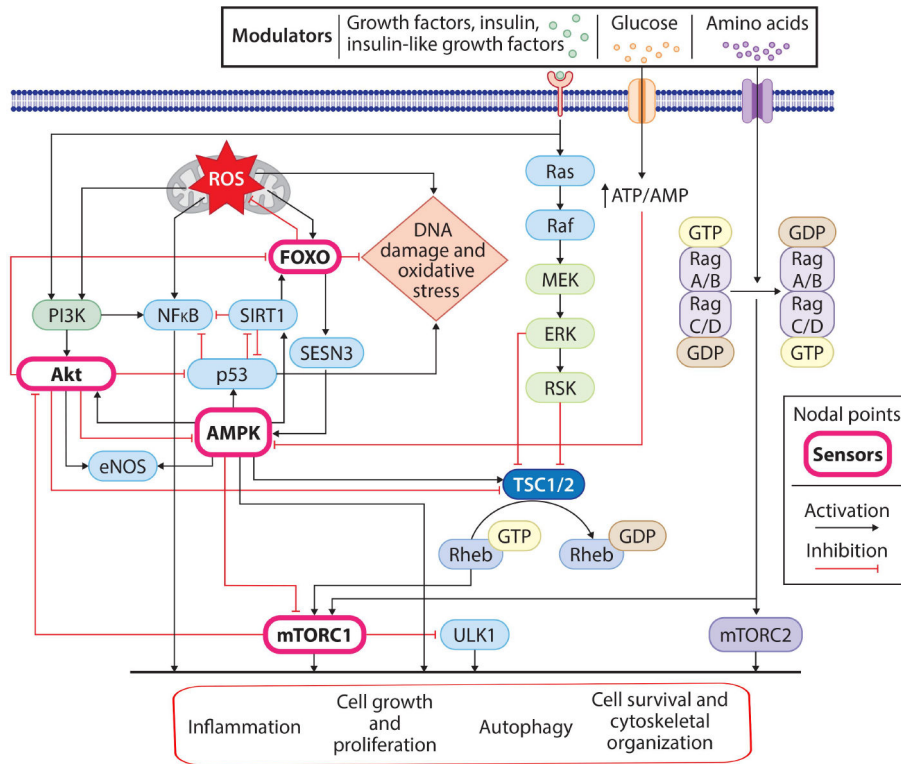 Modulators
Growth factors, insulin,
insulin-like growth factors
Glucose
Amino acids
ROS
Ras
ATP/AMP
Raf
DNA
damage and
oxidative
stress
FOXO
MEK
GTP
Rag
A/B
Rag
C/D
GDP
GDP
Rag
A/B
Rag
C/D
GTP
PI3K
NFκB
SIRT1
ERK
SESN3
Akt
p53
RSK
AMPK
eNOS
TSC1/2
Nodal points
Sensors
Activation
Inhibition
Rheb
GTP
Rheb
GDP
mTORC1
ULK1
mTORC2
Inflammation
Cell growth
and
proliferation
Autophagy
Cell survival and
cytoskeletal
organization